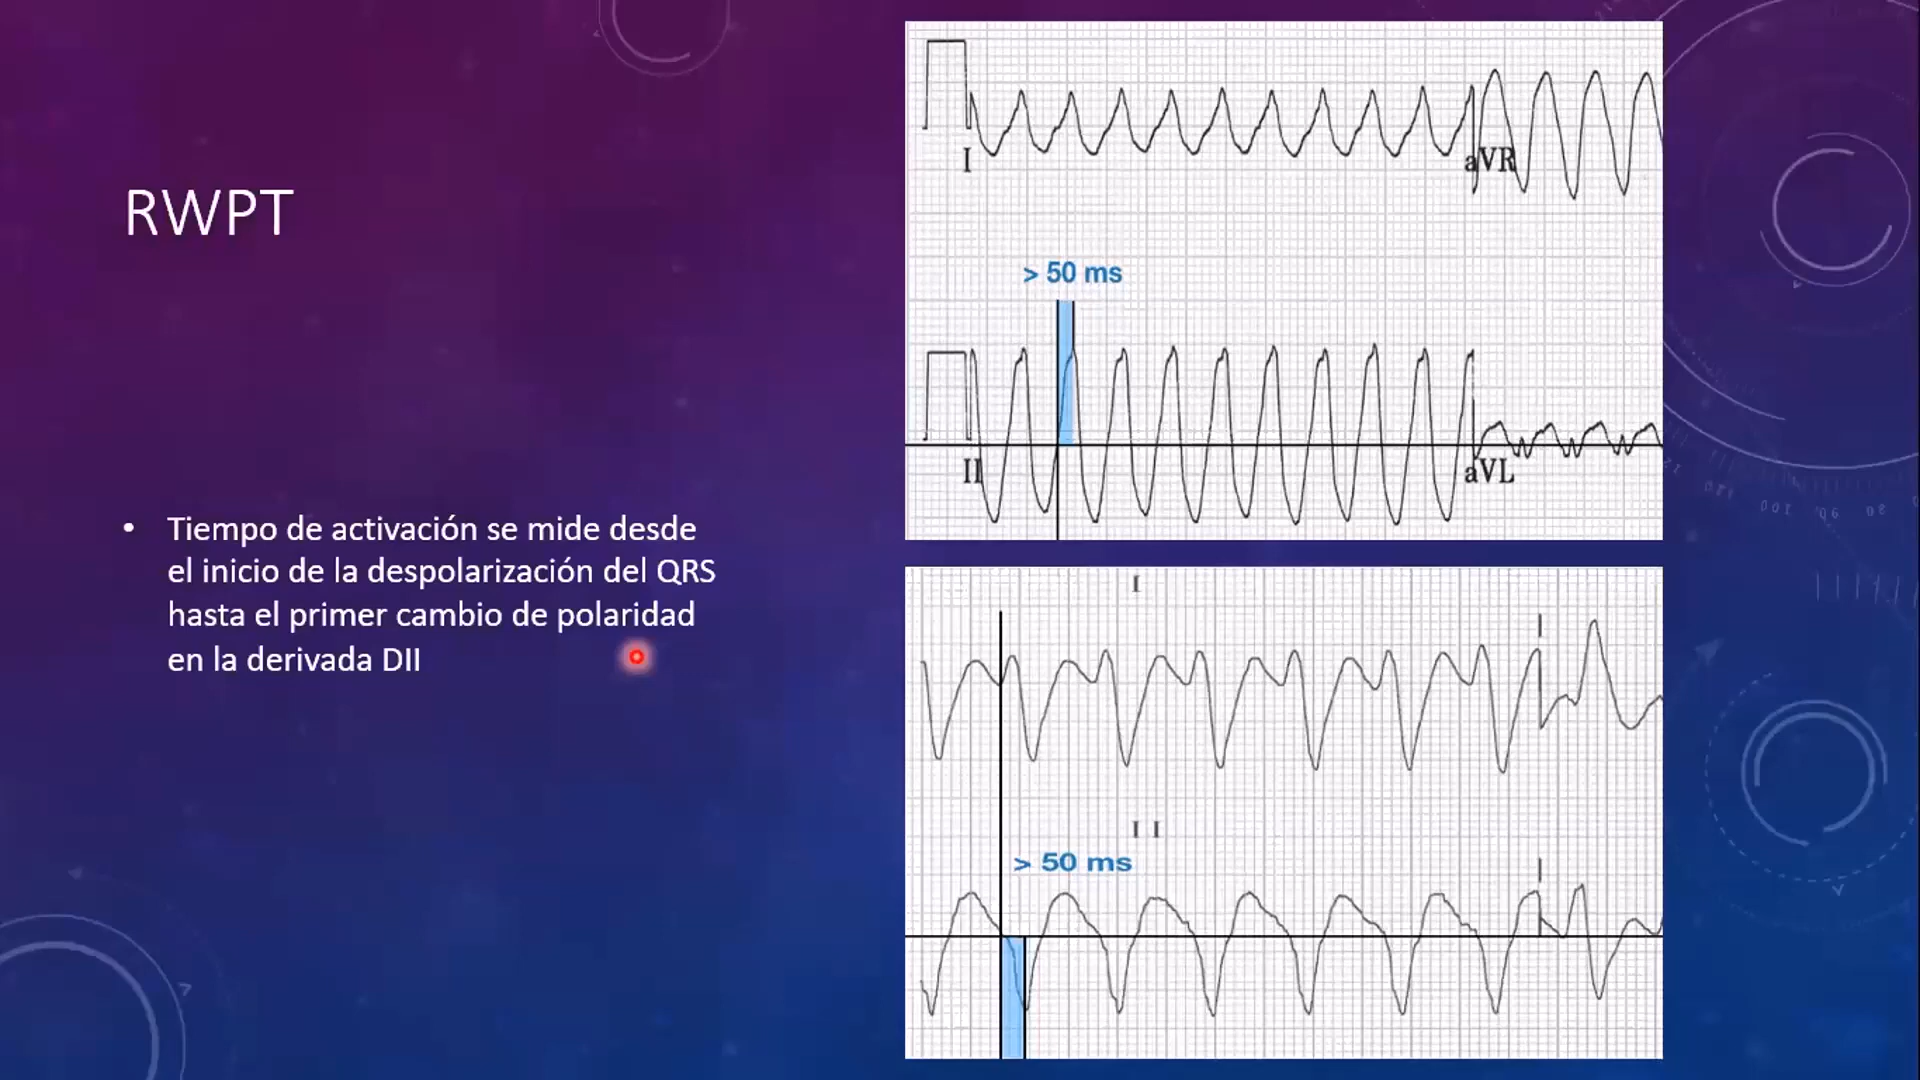 RWPT
• Tiempo de activación se mide desde
el inicio de la despolarización del QRS
hasta el primer cambio de polaridad
en la derivada DII
I
aVR
> 50 ms
II
aVL
I
II
> 50 ms